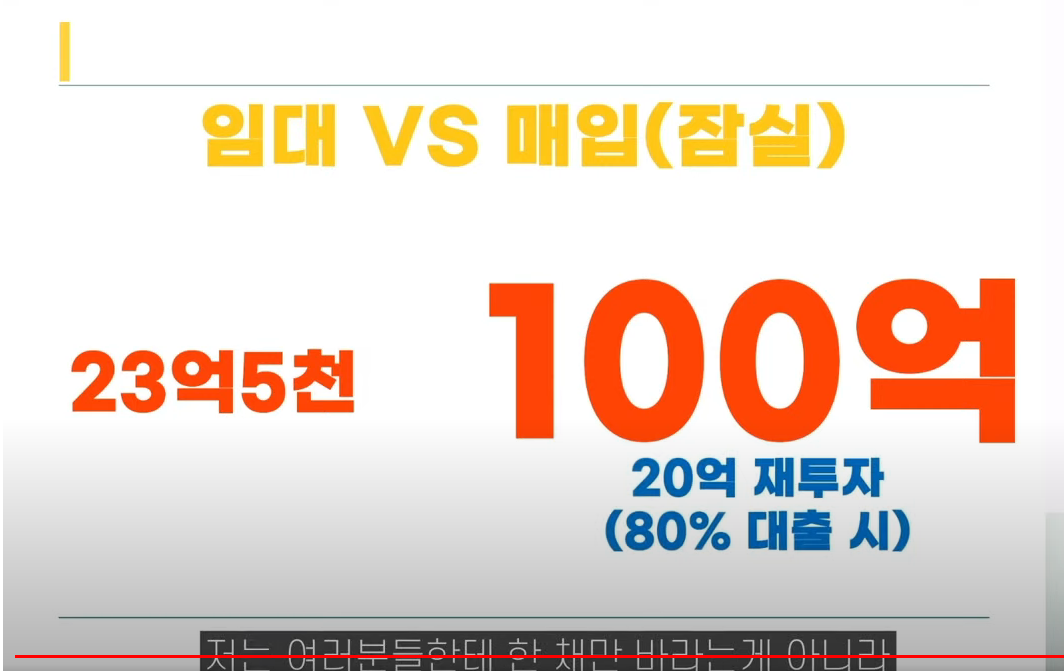 임대 VS 매입(잠실)
23억5천
100억
20억 재투자
(80% 대출 시)
저는 여러분들한테 한 채만 바라는게 아니라